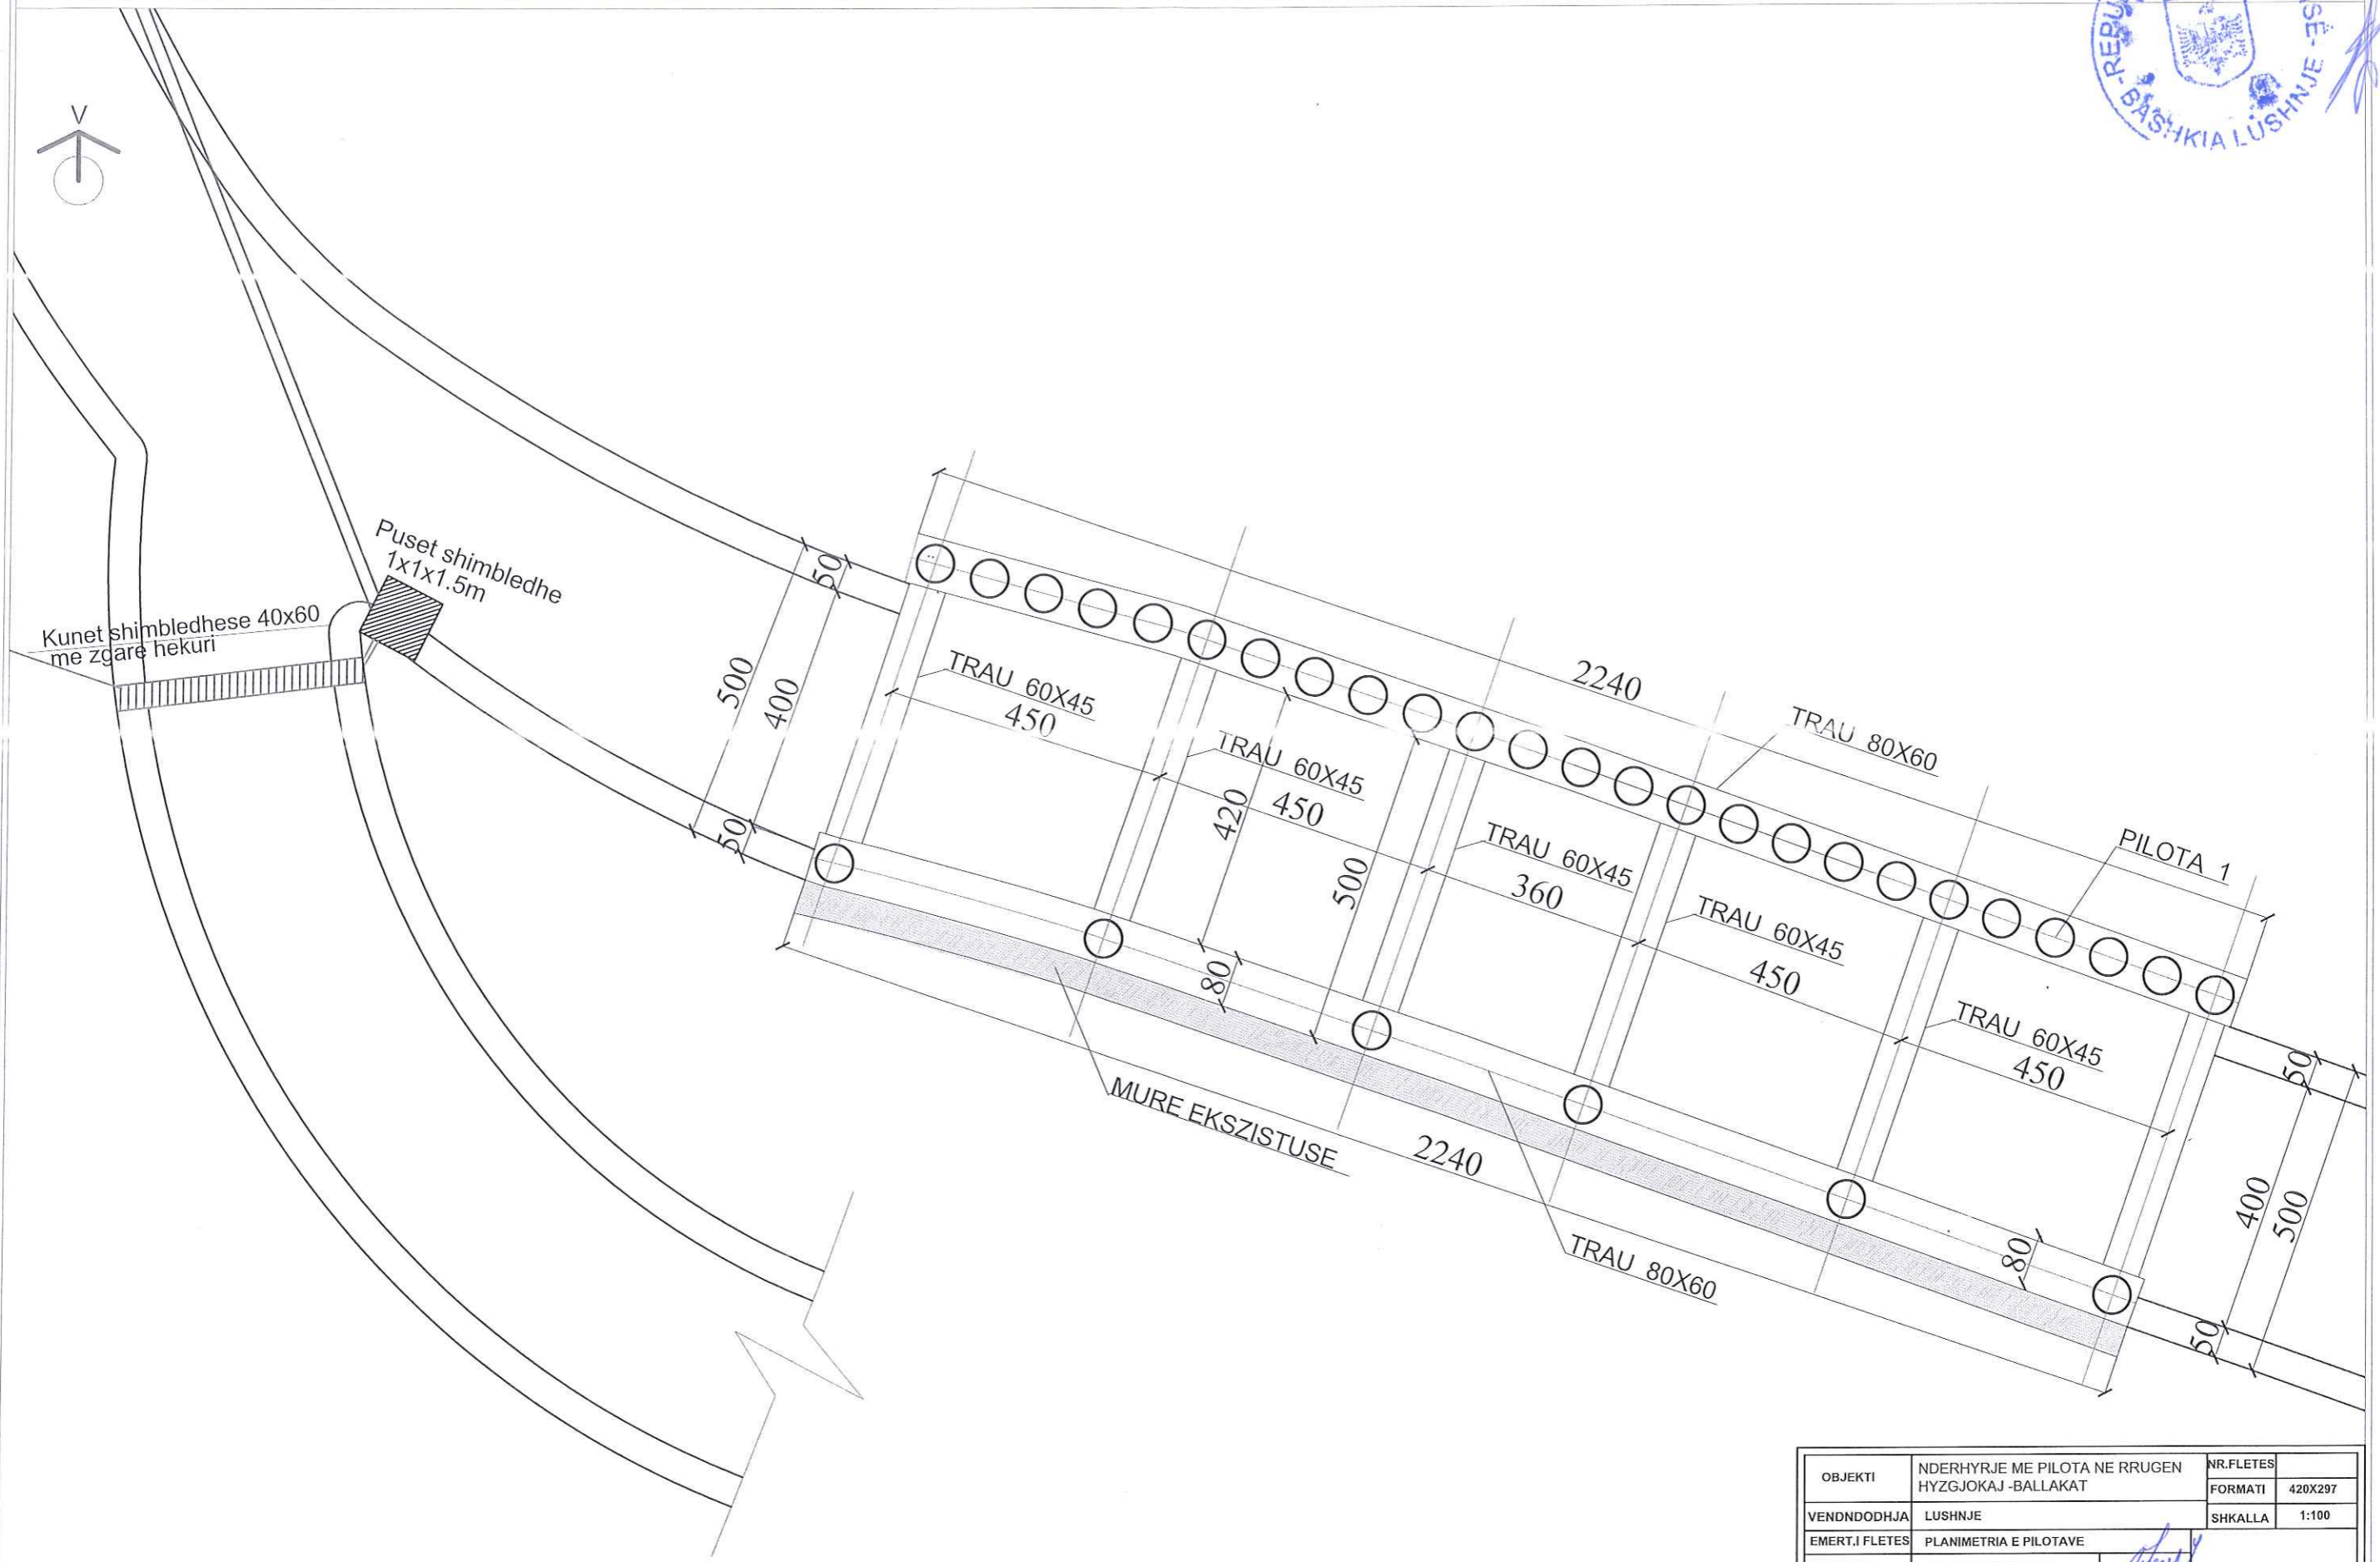 -REPU
SË-
BASHKIA LUSHNJE
V
Puset shimbledhe
1x1x1.5m
Kunet shimbledhese 40x60
me zgare hekuri
50
500
400
50
2240
TRAU 60X45
450
TRAU 60X45
450
420
500
TRAU 60X45
360
TRAU 80X60
TRAU 60X45
450
PILOTA 1
TRAU 60X45
450
80
MURE EKSZISTUSE
2240
TRAU 80X60
80
50
400
500
50
OBJEKTI
NDERHYRJE ME PILOTA NE RRUGEN
HYZGJOKAJ -BALLAKAT
NR.FLETES
FORMATI 420X297
VENDNDODHJA LUSHNJE
SHKALLA 1:100
EMERT.I FLETES PLANIMETRIA E PILOTAVE